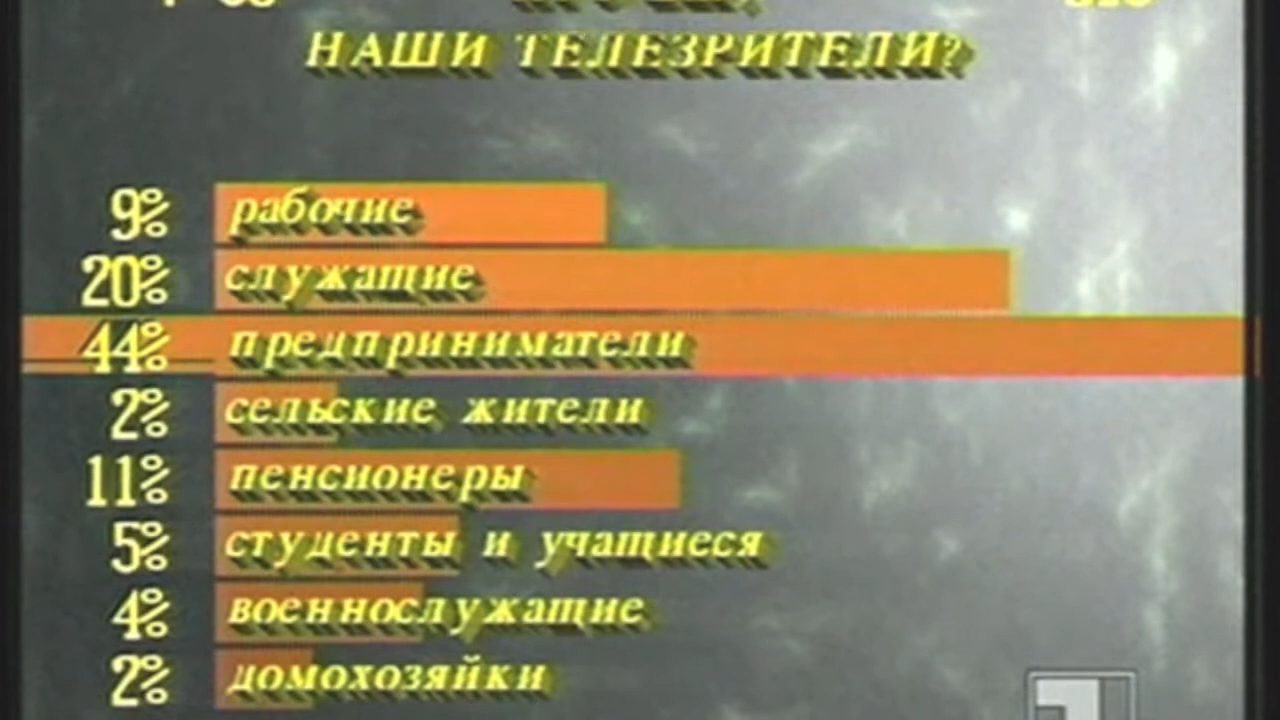 НАШИ ТЕЛЕЗРИТЕЛИ?
9% рабочие
20% служащие
44% предприниматели
2% сельские жители
11% пенсионеры
5% студенты и учащиеся
4% военнослужащие
2% домохозяйки
1